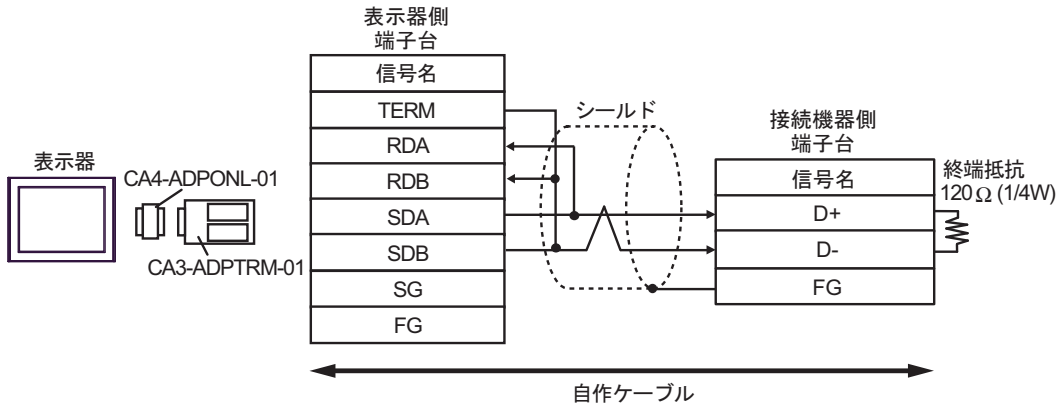 表示器側
端子台
信号名
TERM
RDA
RDB
SDA
SDB
SG
FG
シールド
接続機器側
端子台
信号名
D+
D-
FG
終端抵抗
120Ω (1/4W)
表示器
CA4-ADPONL-01
CA3-ADPTRM-01
自作ケーブル